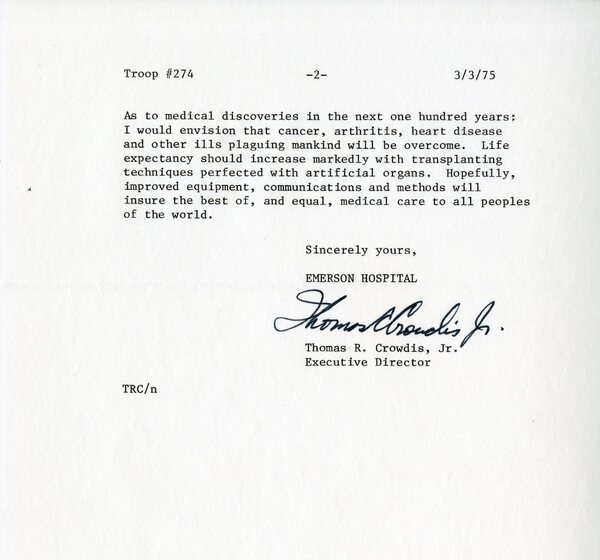 Troop #274 -2- 3/3/75
As to medical discoveries in the next one hundred years:
I would envision that cancer, arthritis, heart disease
and other ills plaguing mankind will be overcome. Life
expectancy should increase markedly with transplanting
techniques perfected with artificial organs. Hopefully,
improved equipment, communications and methods will
insure the best of, and equal, medical care to all peoples
of the world.
Sincerely yours,
EMERSON HOSPITAL
Thomas R Crowdis Jr.
Thomas R. Crowdis, Jr.
Executive Director
TRC/n